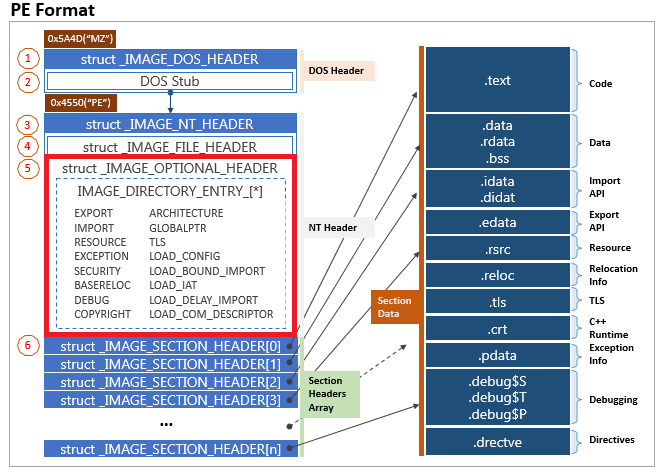 PE Format
0x5A4D("MZ")
1
struct _IMAGE_DOS_HEADER
2
DOS Stub
DOS Header
0x4550("PE")
3
struct _IMAGE_NT_HEADER
4
struct _IMAGE_FILE_HEADER
5
struct _IMAGE_OPTIONAL_HEADER
IMAGE_DIRECTORY_ENTRY_[*]
EXPORT ARCHITECTURE
IMPORT GLOBALPTR
RESOURCE TLS
EXCEPTION LOAD_CONFIG
SECURITY LOAD_BOUND_IMPORT
BASERELOC LOAD_IAT
DEBUG LOAD_DELAY_IMPORT
COPYRIGHT LOAD_COM_DESCRIPTOR
NT Header
6
struct _IMAGE_SECTION_HEADER[0]
struct _IMAGE_SECTION_HEADER[1]
struct _IMAGE_SECTION_HEADER[2]
struct _IMAGE_SECTION_HEADER[3]
...
struct _IMAGE_SECTION_HEADER[n]
Section
Headers
Array
Section
Data
.text
Code
.data
.rdata
.bss
Data
.idata
.didat
Import
API
.edata
Export
API
.rsrc
Resource
.reloc
Relocation
Info
.tls
TLS
.crt
C++
Runtime
.pdata
Exception
Info
.debug$S
.debug$T
.debug$P
Debugging
.directve
Directives